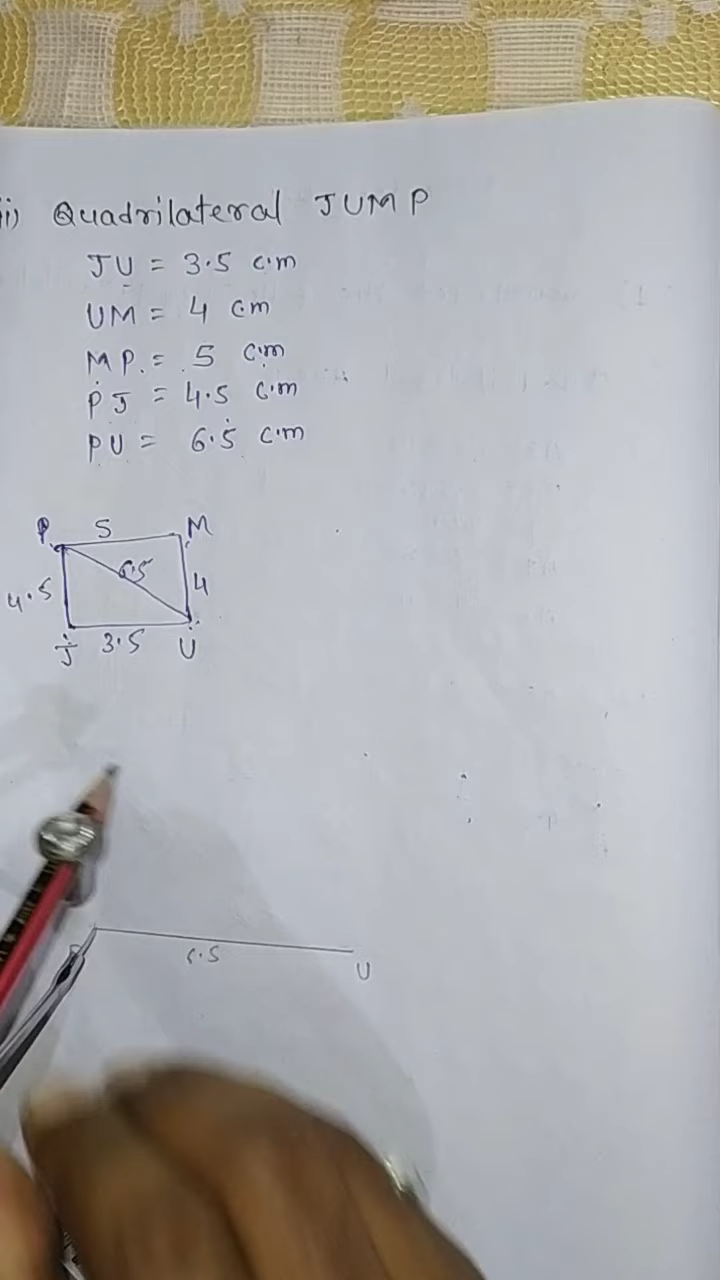 ii) Quadrilateral JUMP
JU = 3.5 cm
UM = 4 cm
MP = 5 cm
PJ = 4.5 cm
PU = 6.5 cm
P 5 M
4.5 6.5 4
J 3.5 U
6.5 U